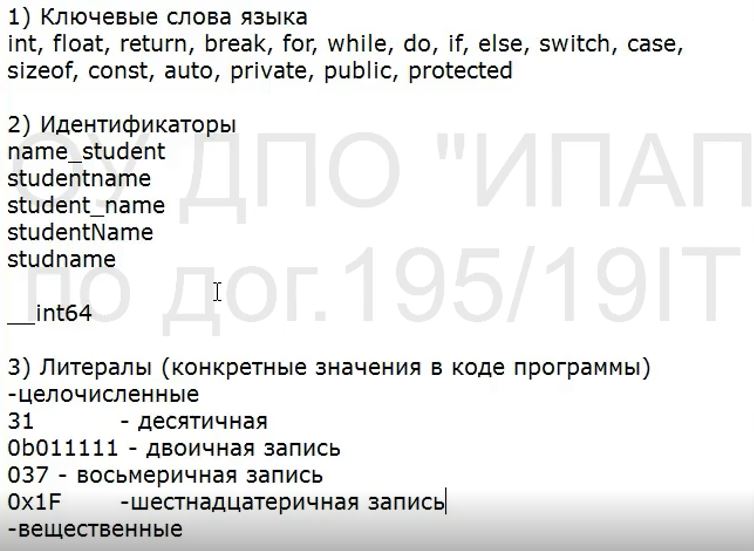 1) Ключевые слова языка
int, float, return, break, for, while, do, if, else, switch, case,
sizeof, const, auto, private, public, protected
2) Идентификаторы
name_student
studentname
student_name
studentName
studname
__int64
3) Литералы (конкретные значения в коде программы)
-целочисленные
31 - десятичная
0b011111 - двоичная запись
037 - восьмеричная запись
0x1F -шестнадцатеричная запись
-вещественные
ОУ ДПО "ИПАП
по дог.195/19IT